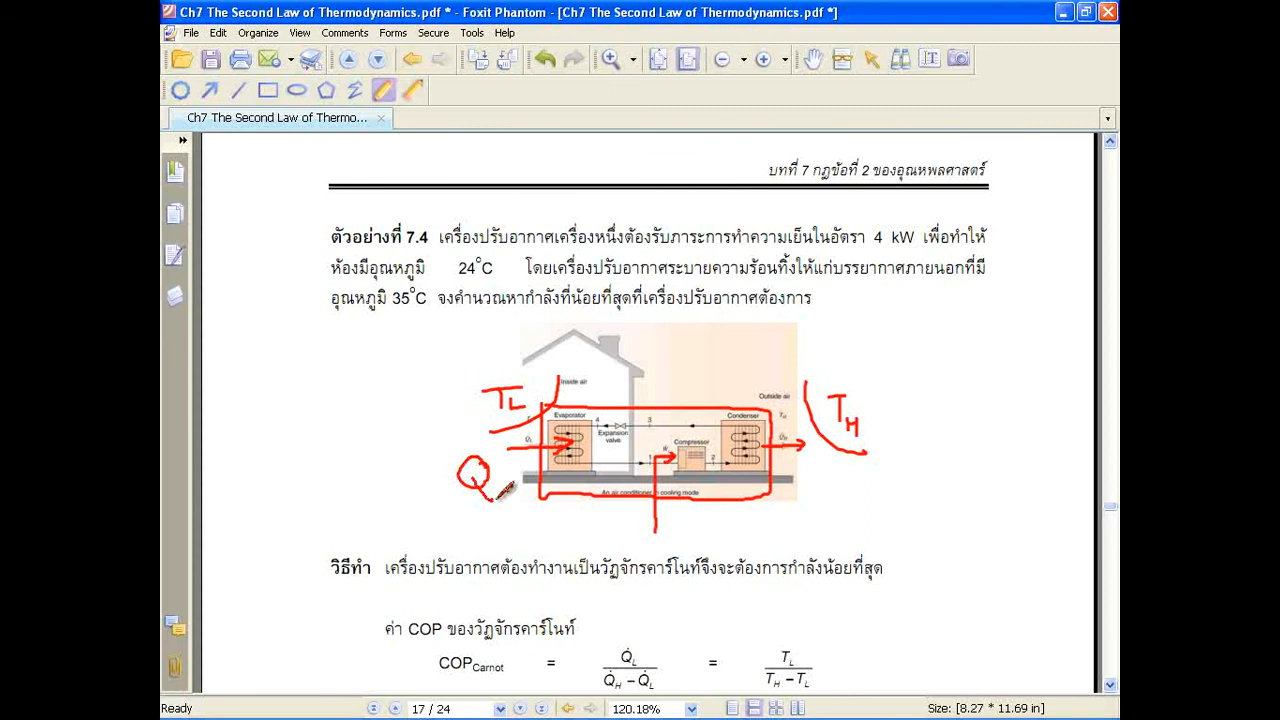 Ch7 The Second Law of Thermodynamics.pdf * - Foxit Phantom - [Ch7 The Second Law of Thermodynamics.pdf *]
File Edit Organize View Comments Forms Secure Tools Help
Ch7 The Second Law of Thermo...
บทที่ 7 กฎข้อที่ 2 ของอุณหพลศาสตร์
ตัวอย่างที่ 7.4 เครื่องปรับอากาศเครื่องหนึ่งต้องรับภาระการทำความเย็นในอัตรา 4 kW เพื่อทำให้
ห้องมีอุณหภูมิ 24°C โดยเครื่องปรับอากาศระบายความร้อนทิ้งให้แก่บรรยากาศภายนอกที่มี
อุณหภูมิ 35°C จงคำนวณหากำลังที่น้อยที่สุดที่เครื่องปรับอากาศต้องการ
Inside air
Outside air
TL
TH
Evaporator
4
3
Condenser
Expansion
valve
Compressor
1
2
Q
An air conditioner in cooling mode
วิธีทำ เครื่องปรับอากาศต้องทำงานเป็นวัฏจักรคาร์โนท์จึงจะต้องการกำลังน้อยที่สุด
ค่า COP ของวัฏจักรคาร์โนท์
COPCarnot = Q̇L / (Q̇H − Q̇L) = TL / (TH − TL)
Ready 17 / 24 120.18% Size: [8.27 * 11.69 in]